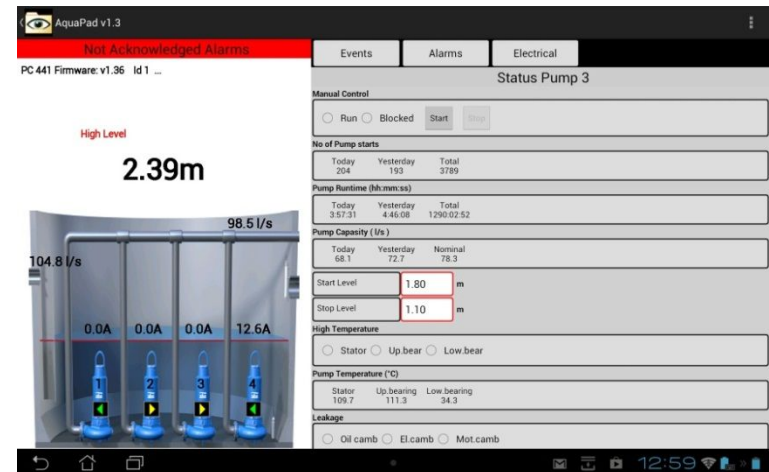 AquaPad v1.3
Not Acknowledged Alarms
PC 441 Firmware: v1.36 Id 1 ...
High Level
2.39m
98.5 l/s
104.8 l/s
0.0A 0.0A 0.0A 12.6A
1 2 3 4
Events Alarms Electrical
Status Pump 3
Manual Control
Run Blocked Start Stop
No of Pump starts
Today Yesterday Total
204 193 3789
Pump Runtime (hh:mm:ss)
Today Yesterday Total
3:57:31 4:46:08 1290:02:52
Pump Capacity ( l/s )
Today Yesterday Nominal
68.1 72.7 78.3
Start Level 1.80 m
Stop Level 1.10 m
High Temperature
Stator Up.bear Low.bear
Pump Temperature (°C)
Stator Up.bearing Low.bearing
109.7 111.3 34.3
Leakage
Oil camb El.camb Mot.camb
12:59